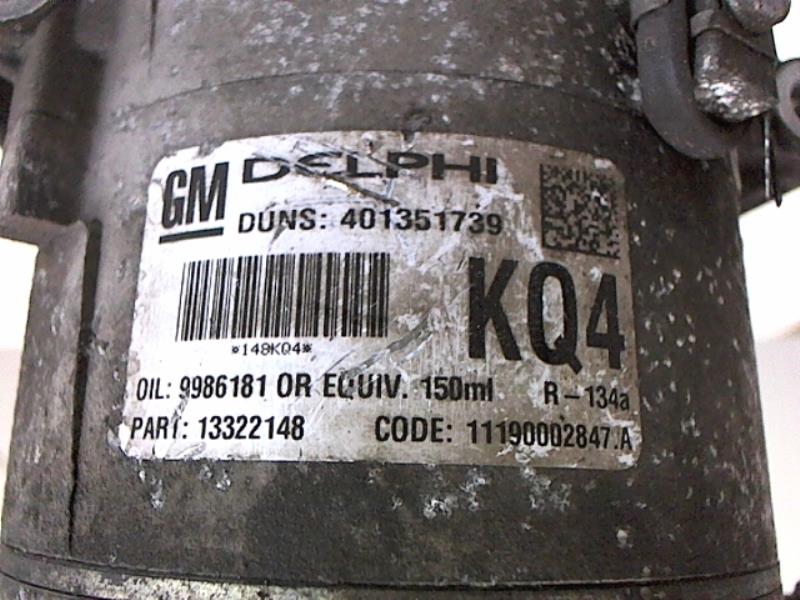 GM DELPHI
DUNS: 401351739
KQ4
*148KQ4*
OIL: 9986181 OR EQUIV. 150ml R-134a
PART: 13322148 CODE: 11190002847.A